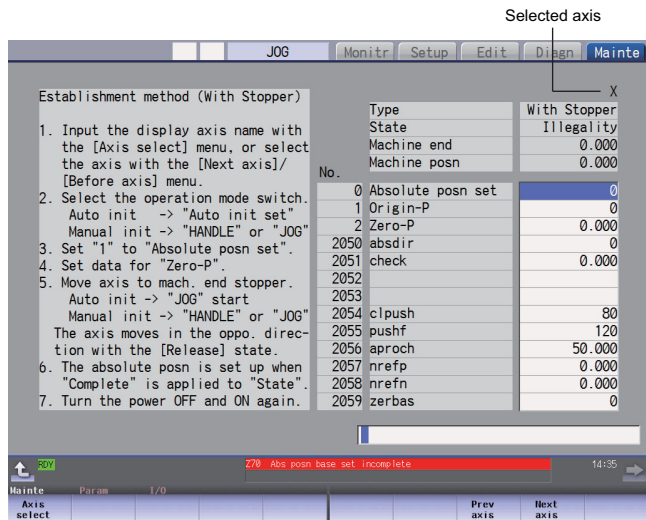 Selected axis
JOG Monitr Setup Edit Diagn Mainte
X
Establishment method (With Stopper)
1. Input the display axis name with
the [Axis select] menu, or select
the axis with the [Next axis]/
[Before axis] menu.
2. Select the operation mode switch.
Auto init -> "Auto init set"
Manual init -> "HANDLE" or "JOG"
3. Set "1" to "Absolute posn set".
4. Set data for "Zero-P".
5. Move axis to mach. end stopper.
Auto init -> "JOG" start
Manual init -> "HANDLE" or "JOG"
The axis moves in the oppo. direc-
tion with the [Release] state.
6. The absolute posn is set up when
"Complete" is applied to "State".
7. Turn the power OFF and ON again.
Type With Stopper
State Illegality
Machine end 0.000
Machine posn 0.000
No.
0 Absolute posn set 0
1 Origin-P 0
2 Zero-P 0.000
2050 absdir 0
2051 check 0.000
2052
2053
2054 clpush 80
2055 pushf 120
2056 aproch 50.000
2057 nrefp 0.000
2058 nrefn 0.000
2059 zerbas 0
RDY Z70 Abs posn base set incomplete 14:35
Mainte Param I/O
Axis select Prev axis Next axis